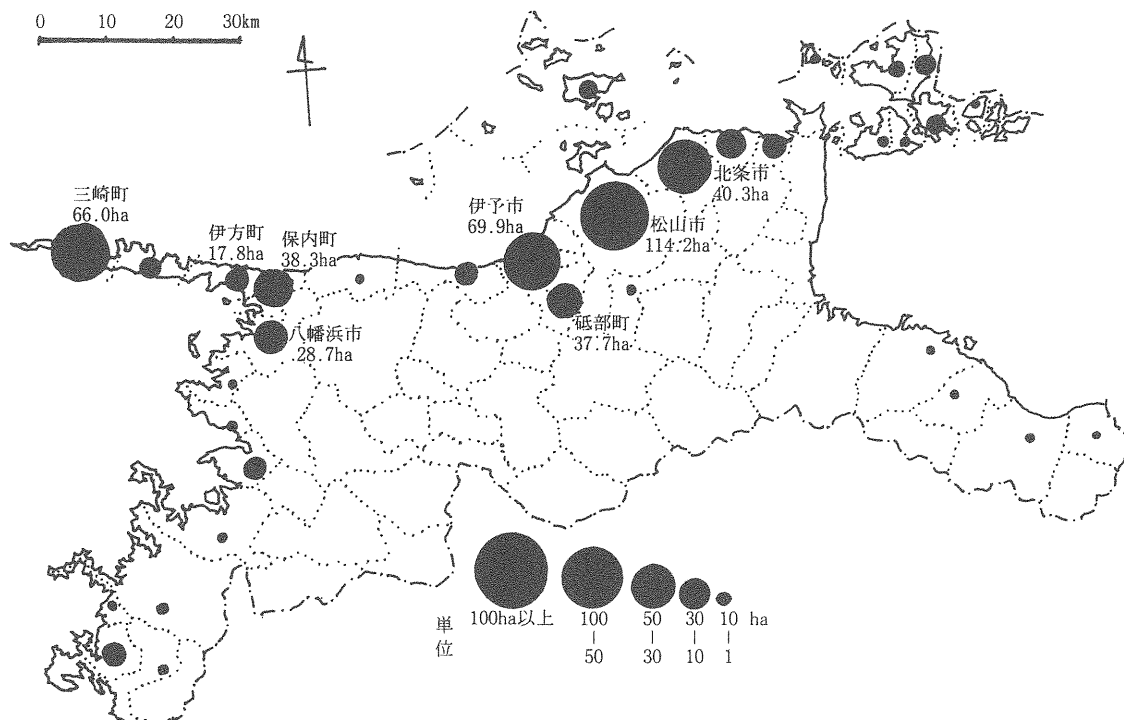 0 10 20 30km
三崎町
66.0ha
伊方町
17.8ha
保内町
38.3ha
八幡浜市
28.7ha
伊予市
69.9ha
北条市
40.3ha
松山市
114.2ha
砥部町
37.7ha
単位
100ha以上 100–50 50–30 30–10 10–1 ha